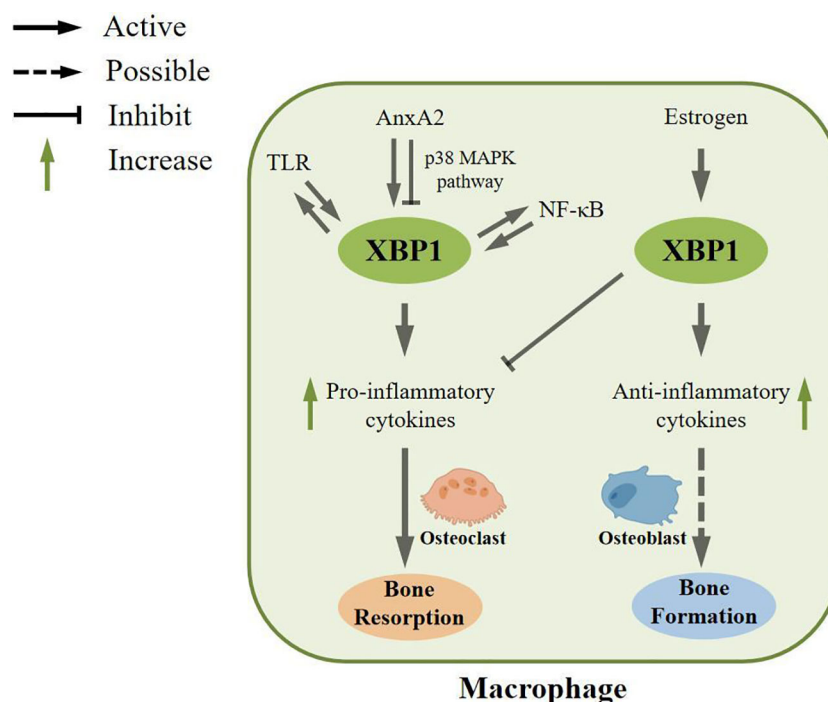 Active
Possible
Inhibit
Increase
AnxA2
Estrogen
TLR
p38 MAPK
pathway
NF-κB
XBP1
XBP1
Pro-inflammatory
cytokines
Anti-inflammatory
cytokines
Osteoclast
Osteoblast
Bone
Resorption
Bone
Formation
Macrophage